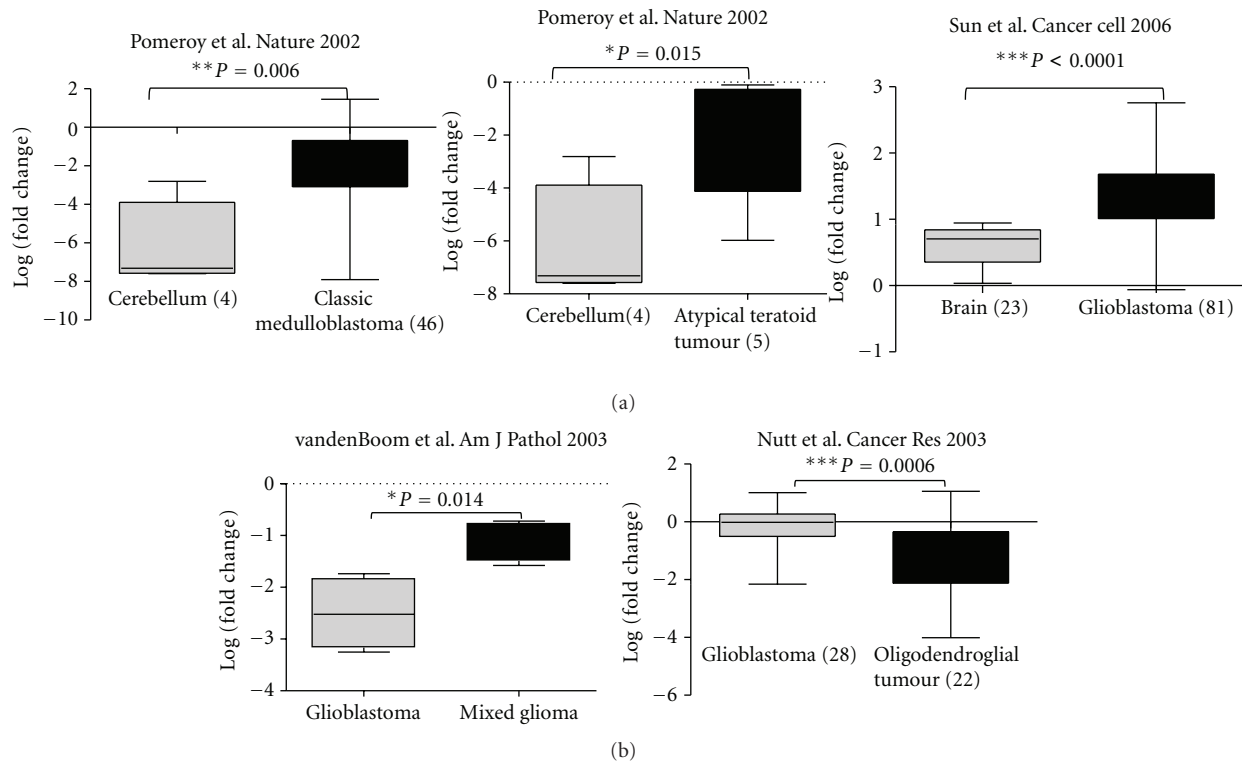 Pomeroy et al. Nature 2002
**P = 0.006
Log (fold change)
2
0
−2
−4
−6
−8
−10
Cerebellum (4)
Classic
medulloblastoma (46)
Pomeroy et al. Nature 2002
*P = 0.015
Log (fold change)
0
−2
−4
−6
−8
Cerebellum(4)
Atypical teratoid
tumour (5)
Sun et al. Cancer cell 2006
***P < 0.0001
Log (fold change)
3
2
1
0
−1
Brain (23)
Glioblastoma (81)
(a)
vandenBoom et al. Am J Pathol 2003
*P = 0.014
Log (fold change)
0
−1
−2
−3
−4
Glioblastoma
Mixed glioma
Nutt et al. Cancer Res 2003
***P = 0.0006
Log (fold change)
2
0
−2
−4
−6
Glioblastoma (28)
Oligodendroglial
tumour (22)
(b)